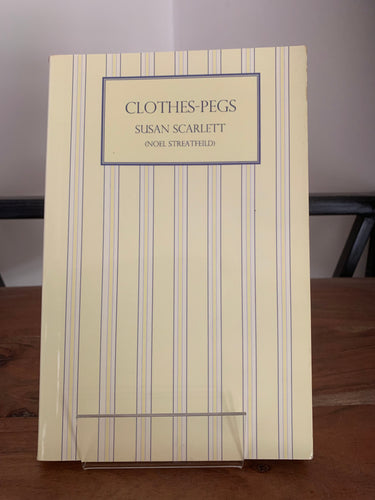 CLOTHES-PEGS
SUSAN SCARLETT
(NOEL STREATFEILD)